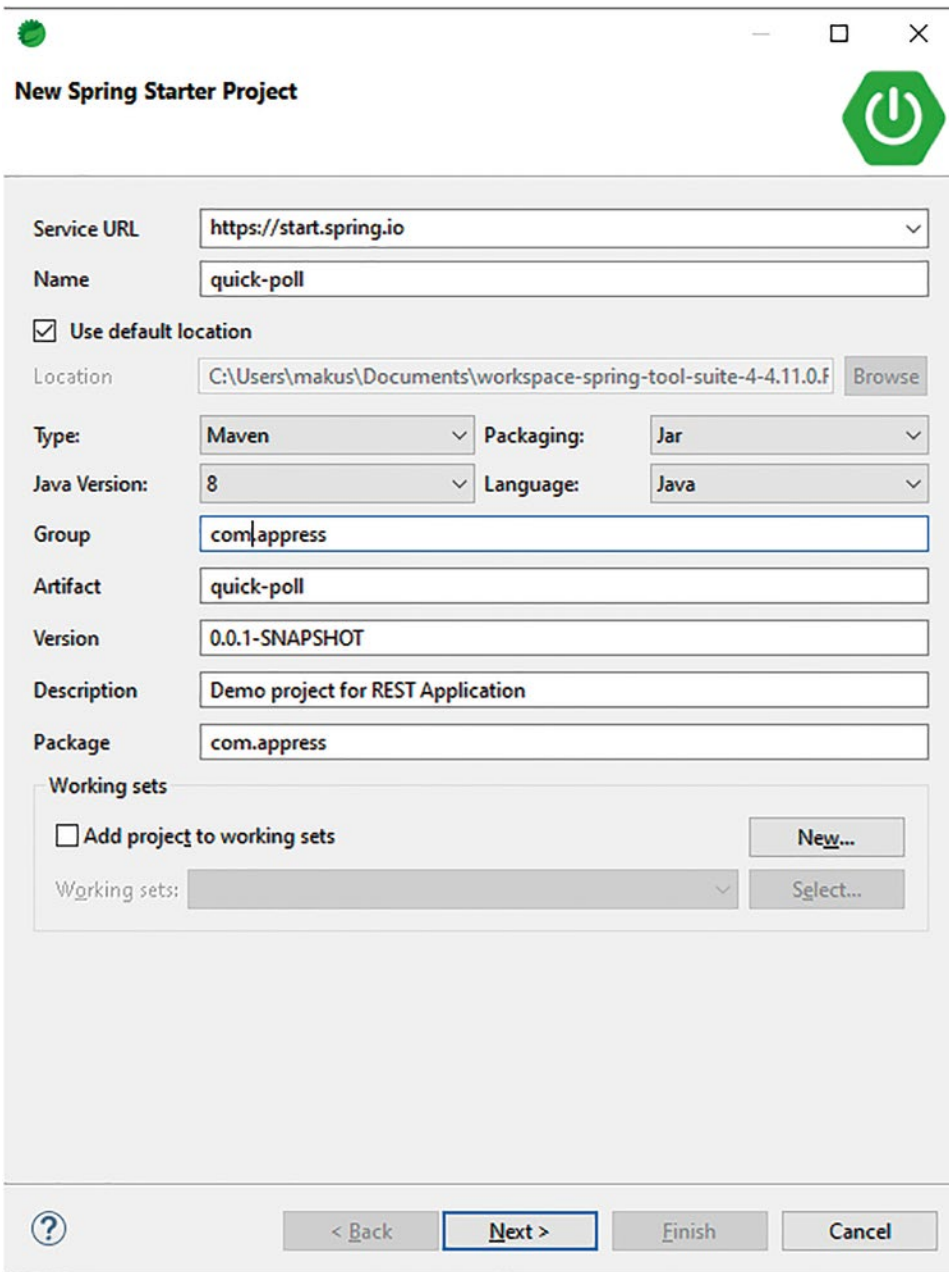 New Spring Starter Project
Service URL https://start.spring.io
Name quick-poll
Use default location
Location C:\Users\makus\Documents\workspace-spring-tool-suite-4-4.11.0.F Browse
Type: Maven Packaging: Jar
Java Version: 8 Language: Java
Group com.appress
Artifact quick-poll
Version 0.0.1-SNAPSHOT
Description Demo project for REST Application
Package com.appress
Working sets
Add project to working sets New...
Working sets: Select...
? < Back Next > Finish Cancel